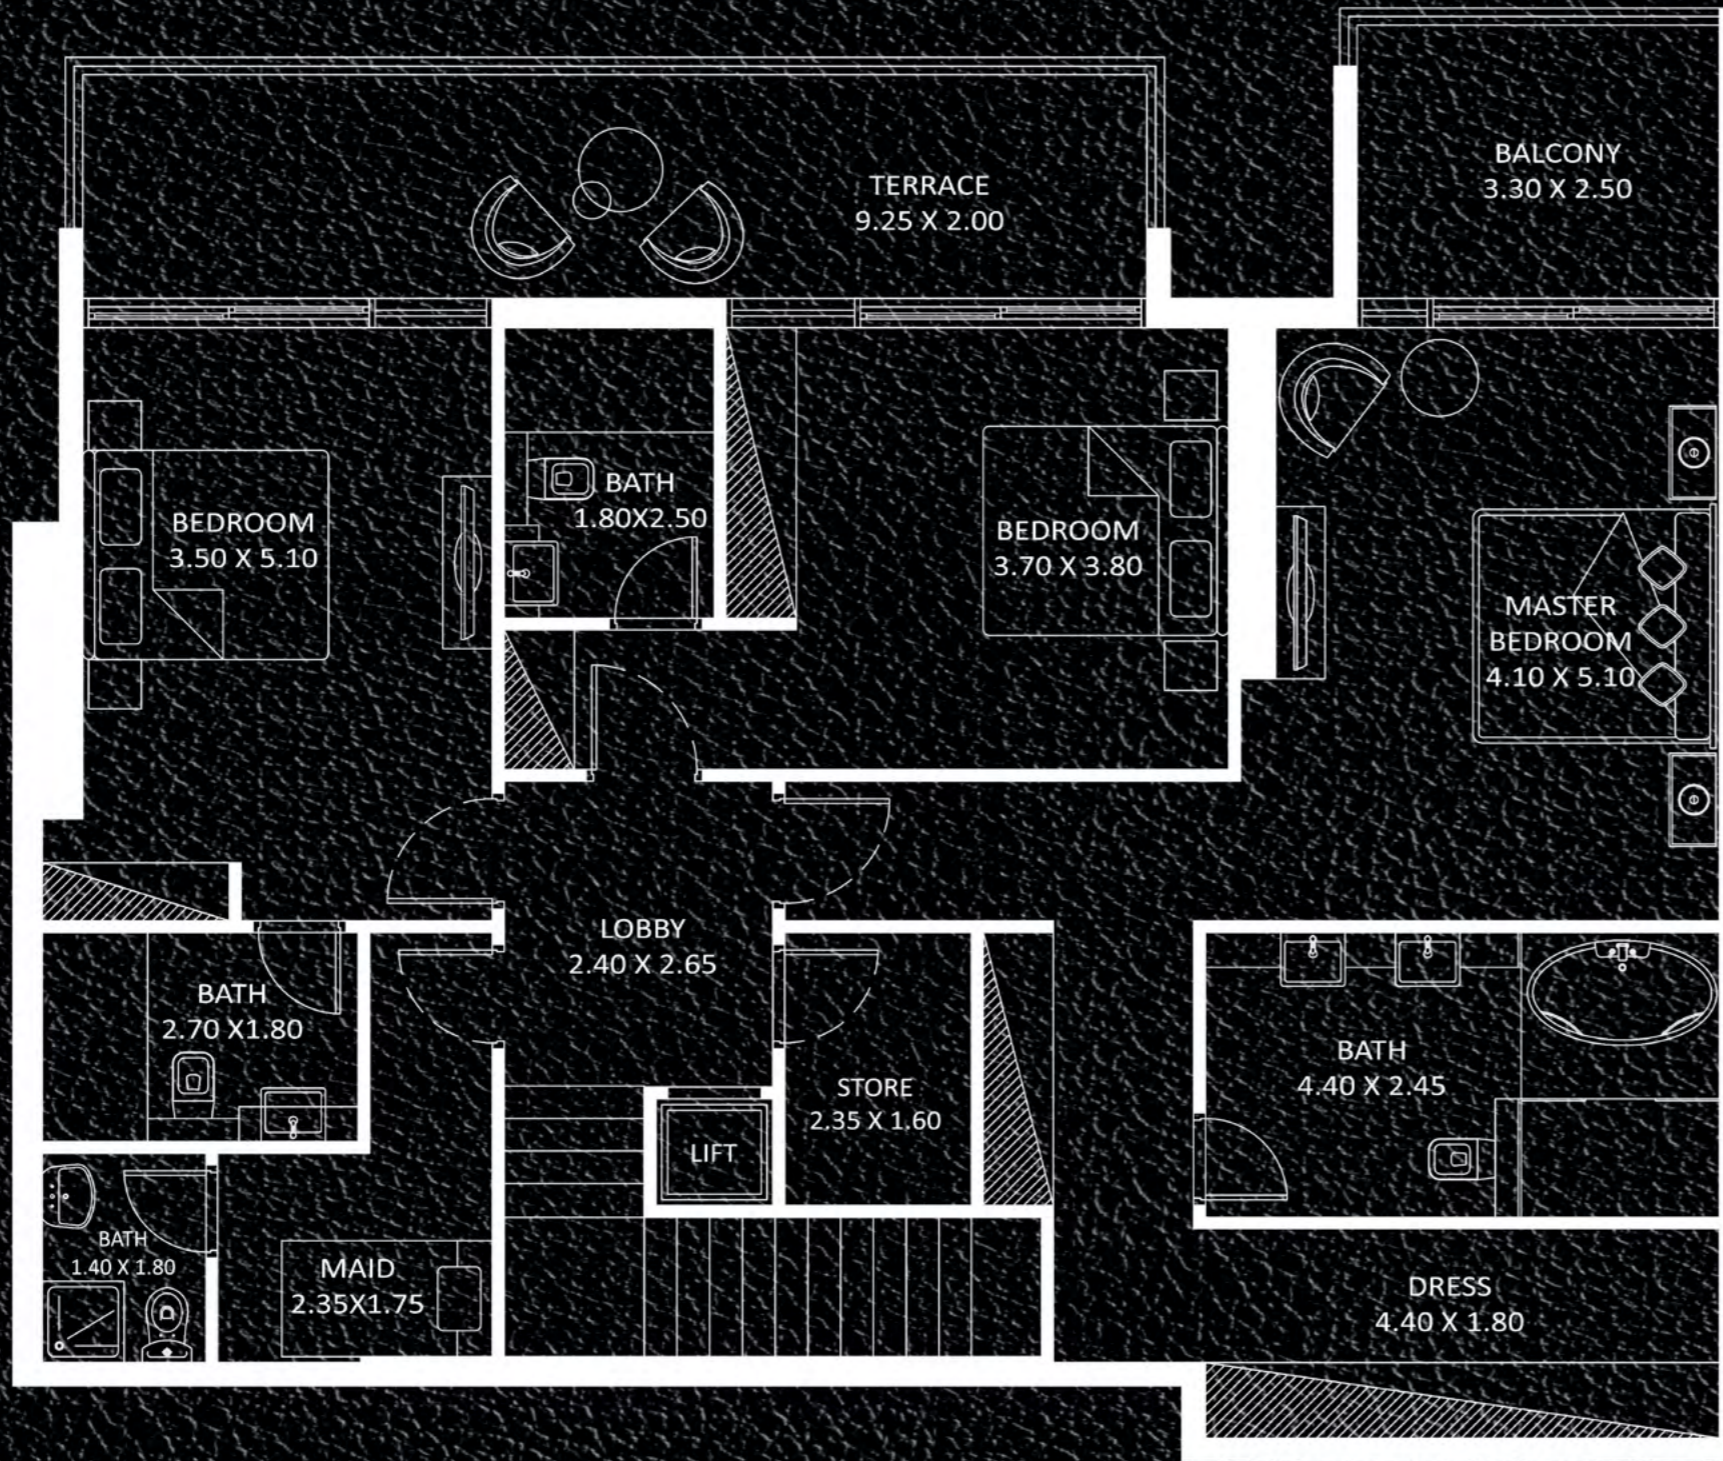 BALCONY
3.30 X 2.50
TERRACE
9.25 X 2.00
BATH
1.80X2.50
BEDROOM
3.50 X 5.10
BEDROOM
3.70 X 3.80
MASTER
BEDROOM
4.10 X 5.10
LOBBY
2.40 X 2.65
BATH
2.70 X1.80
BATH
4.40 X 2.45
STORE
2.35 X 1.60
LIFT
BATH
1.40 X 1.80
MAID
2.35X1.75
DRESS
4.40 X 1.80